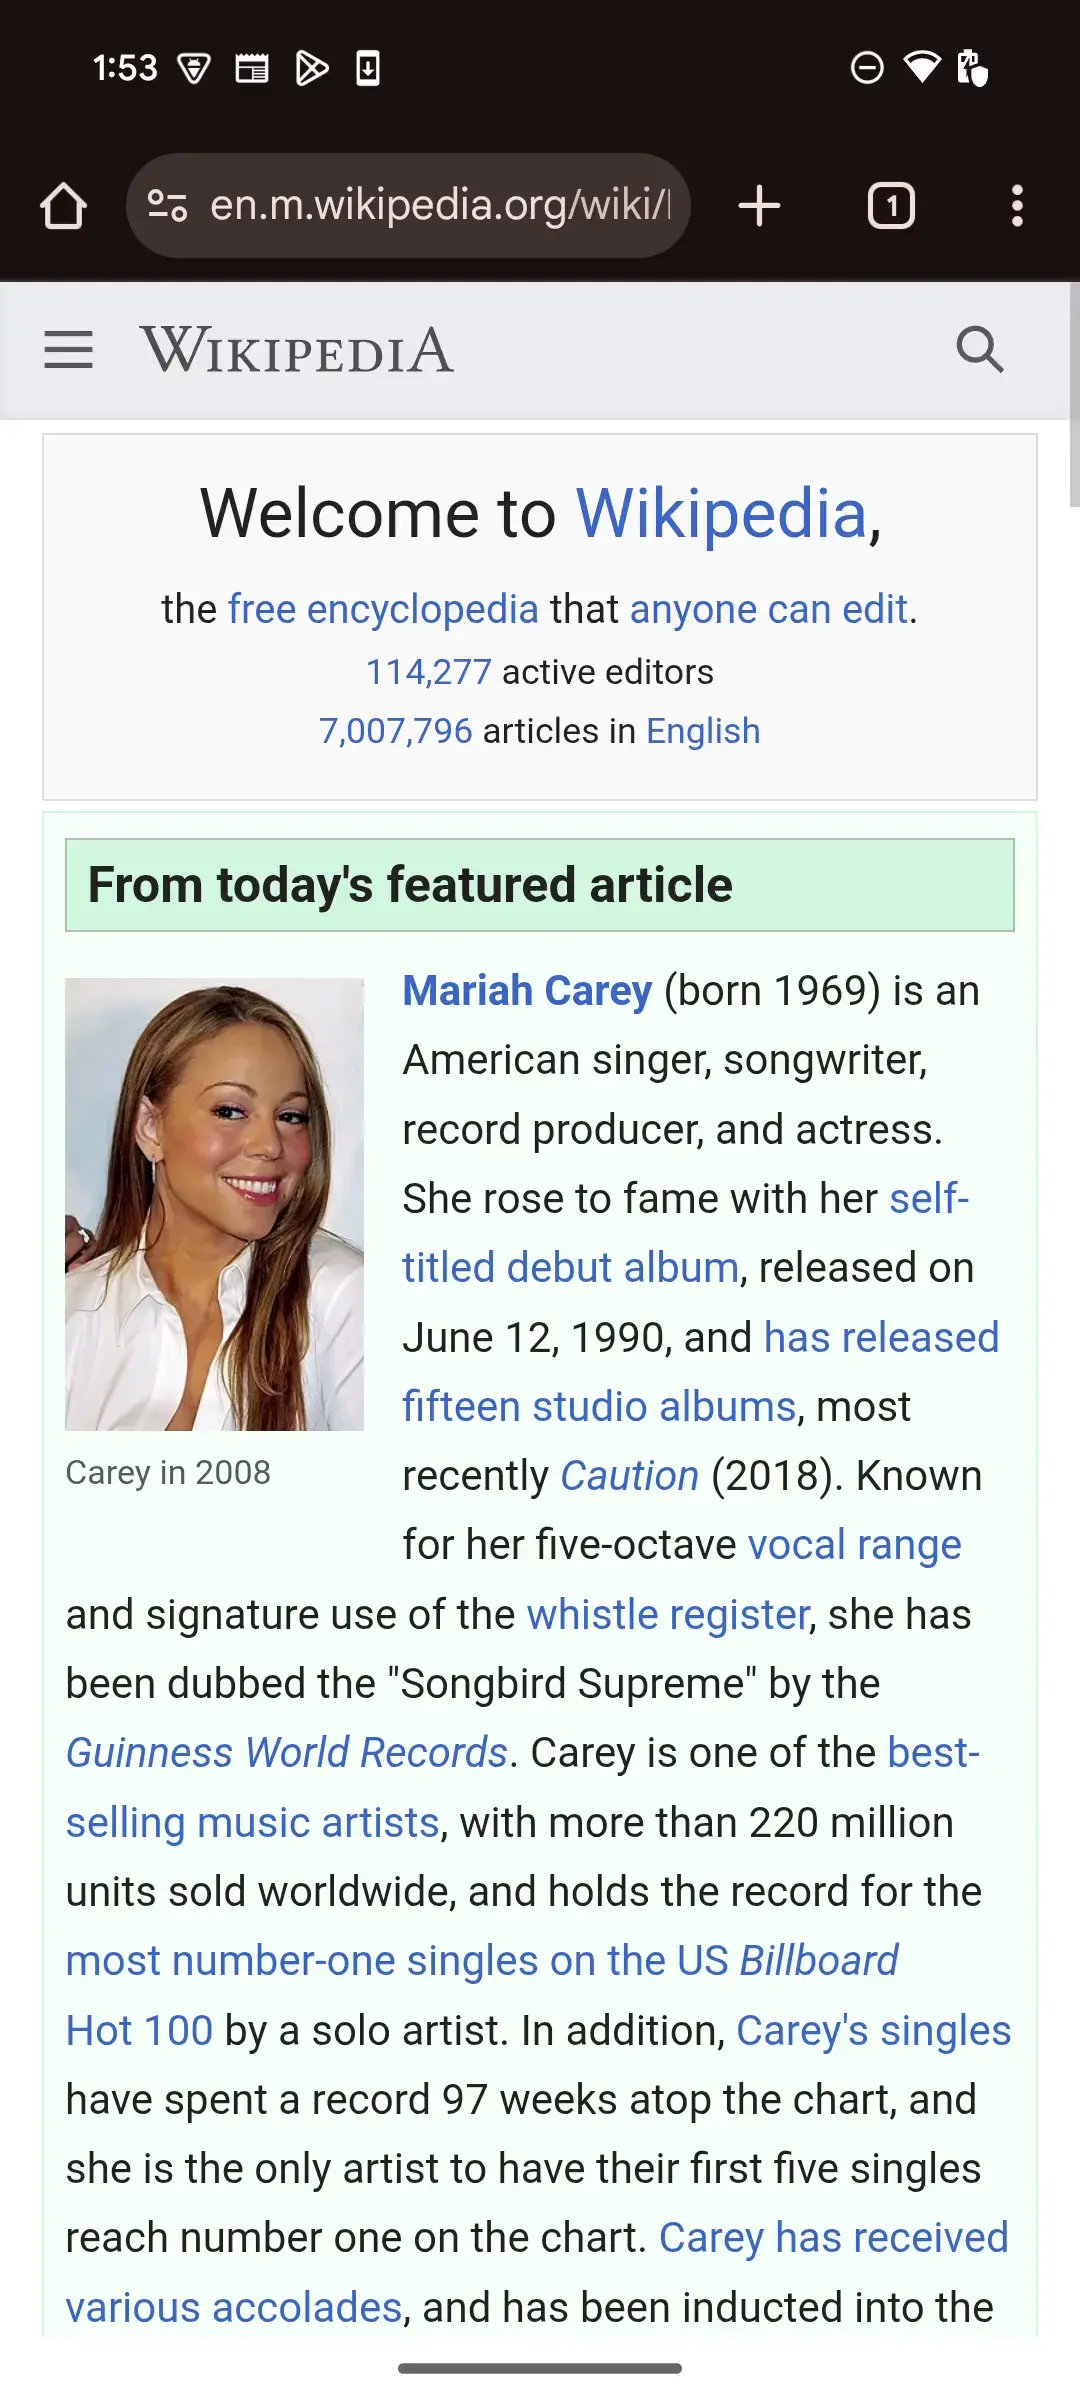 1:53
en.m.wikipedia.org/wiki/
1
WIKIPEDIA
Welcome to Wikipedia,
the free encyclopedia that anyone can edit.
114,277 active editors
7,007,796 articles in English
From today's featured article
Mariah Carey (born 1969) is an
American singer, songwriter,
record producer, and actress.
She rose to fame with her self-
titled debut album, released on
June 12, 1990, and has released
fifteen studio albums, most
recently Caution (2018). Known
for her five-octave vocal range
Carey in 2008
and signature use of the whistle register, she has
been dubbed the "Songbird Supreme" by the
Guinness World Records. Carey is one of the best-
selling music artists, with more than 220 million
units sold worldwide, and holds the record for the
most number-one singles on the US Billboard
Hot 100 by a solo artist. In addition, Carey's singles
have spent a record 97 weeks atop the chart, and
she is the only artist to have their first five singles
reach number one on the chart. Carey has received
various accolades, and has been inducted into the